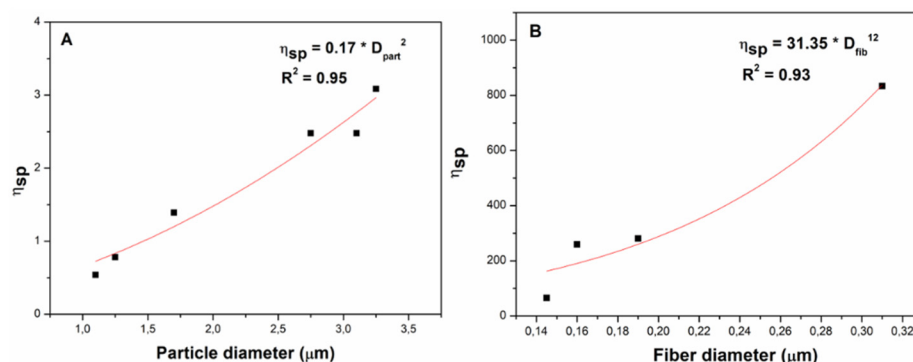 A
ηsp = 0.17 * Dpart²
R² = 0.95
4
3
2
1
0
ηsp
1,0 1,5 2,0 2,5 3,0 3,5
Particle diameter (μm)
B
ηsp = 31.35 * Dfib¹²
R² = 0.93
1000
800
600
400
200
0
ηsp
0,14 0,16 0,18 0,20 0,22 0,24 0,26 0,28 0,30 0,32
Fiber diameter (μm)